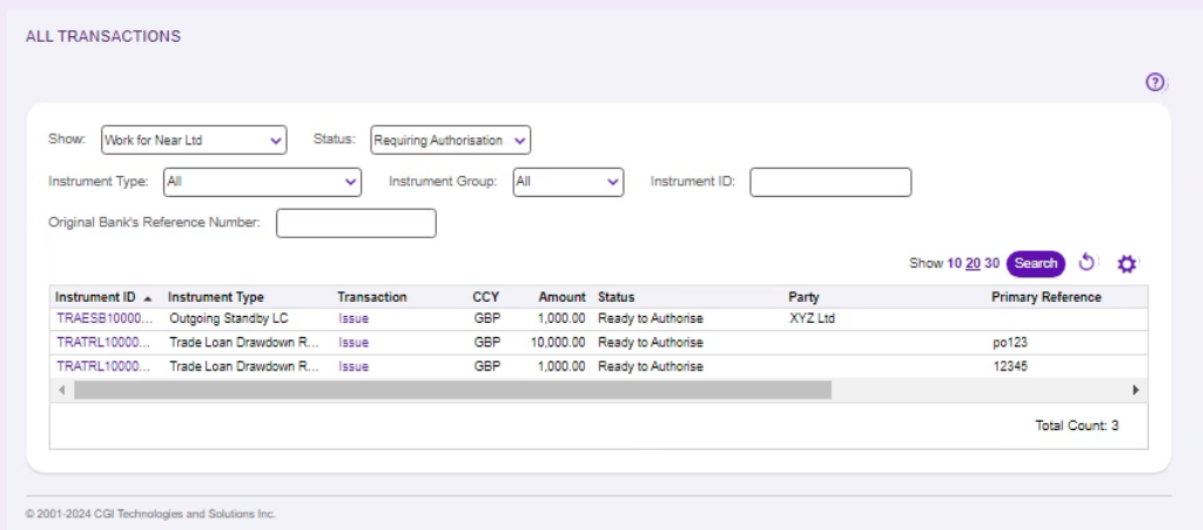 ALL TRANSACTIONS
?
Show: Work for Near Ltd Status: Requiring Authorisation
Instrument Type: All Instrument Group: All Instrument ID:
Original Bank's Reference Number:
Show 10 20 30 Search
Instrument ID Instrument Type Transaction CCY Amount Status Party Primary Reference
TRAESB10000... Outgoing Standby LC Issue GBP 1,000.00 Ready to Authorise XYZ Ltd
TRATRL10000... Trade Loan Drawdown R... Issue GBP 10,000.00 Ready to Authorise po123
TRATRL10000... Trade Loan Drawdown R... Issue GBP 1,000.00 Ready to Authorise 12345
Total Count: 3
© 2001-2024 CGI Technologies and Solutions Inc.